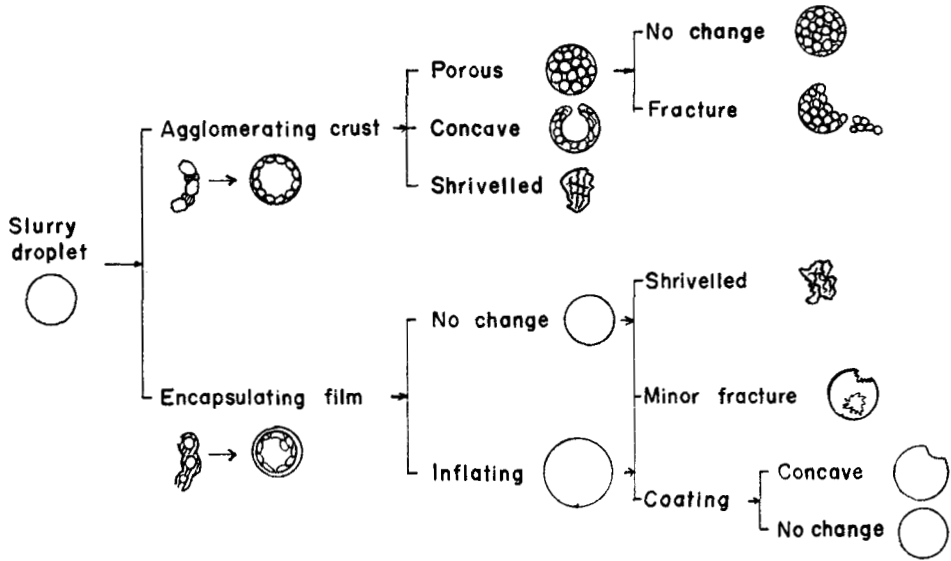 Slurry
droplet
Agglomerating crust
Porous
No change
Fracture
Concave
Shrivelled
Encapsulating film
No change
Inflating
Shrivelled
Minor fracture
Coating
Concave
No change